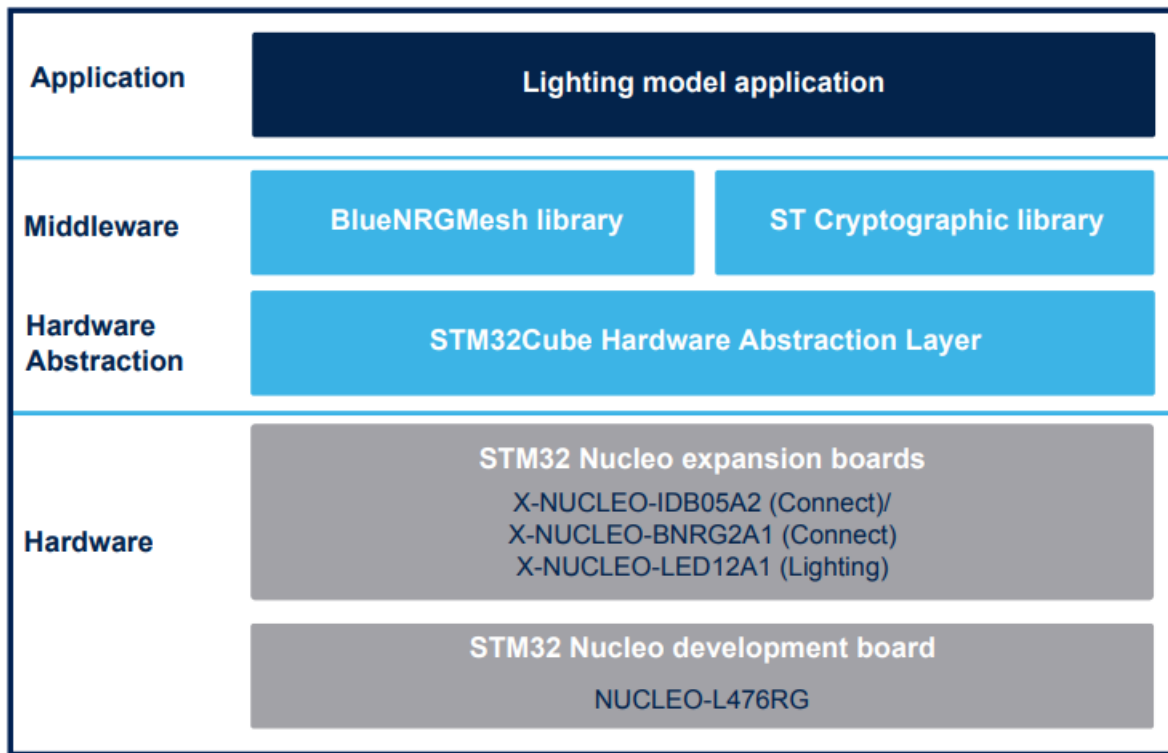 Application
Lighting model application
Middleware
BlueNRGMesh library
ST Cryptographic library
Hardware
Abstraction
STM32Cube Hardware Abstraction Layer
Hardware
STM32 Nucleo expansion boards
X-NUCLEO-IDB05A2 (Connect)/
X-NUCLEO-BNRG2A1 (Connect)
X-NUCLEO-LED12A1 (Lighting)
STM32 Nucleo development board
NUCLEO-L476RG